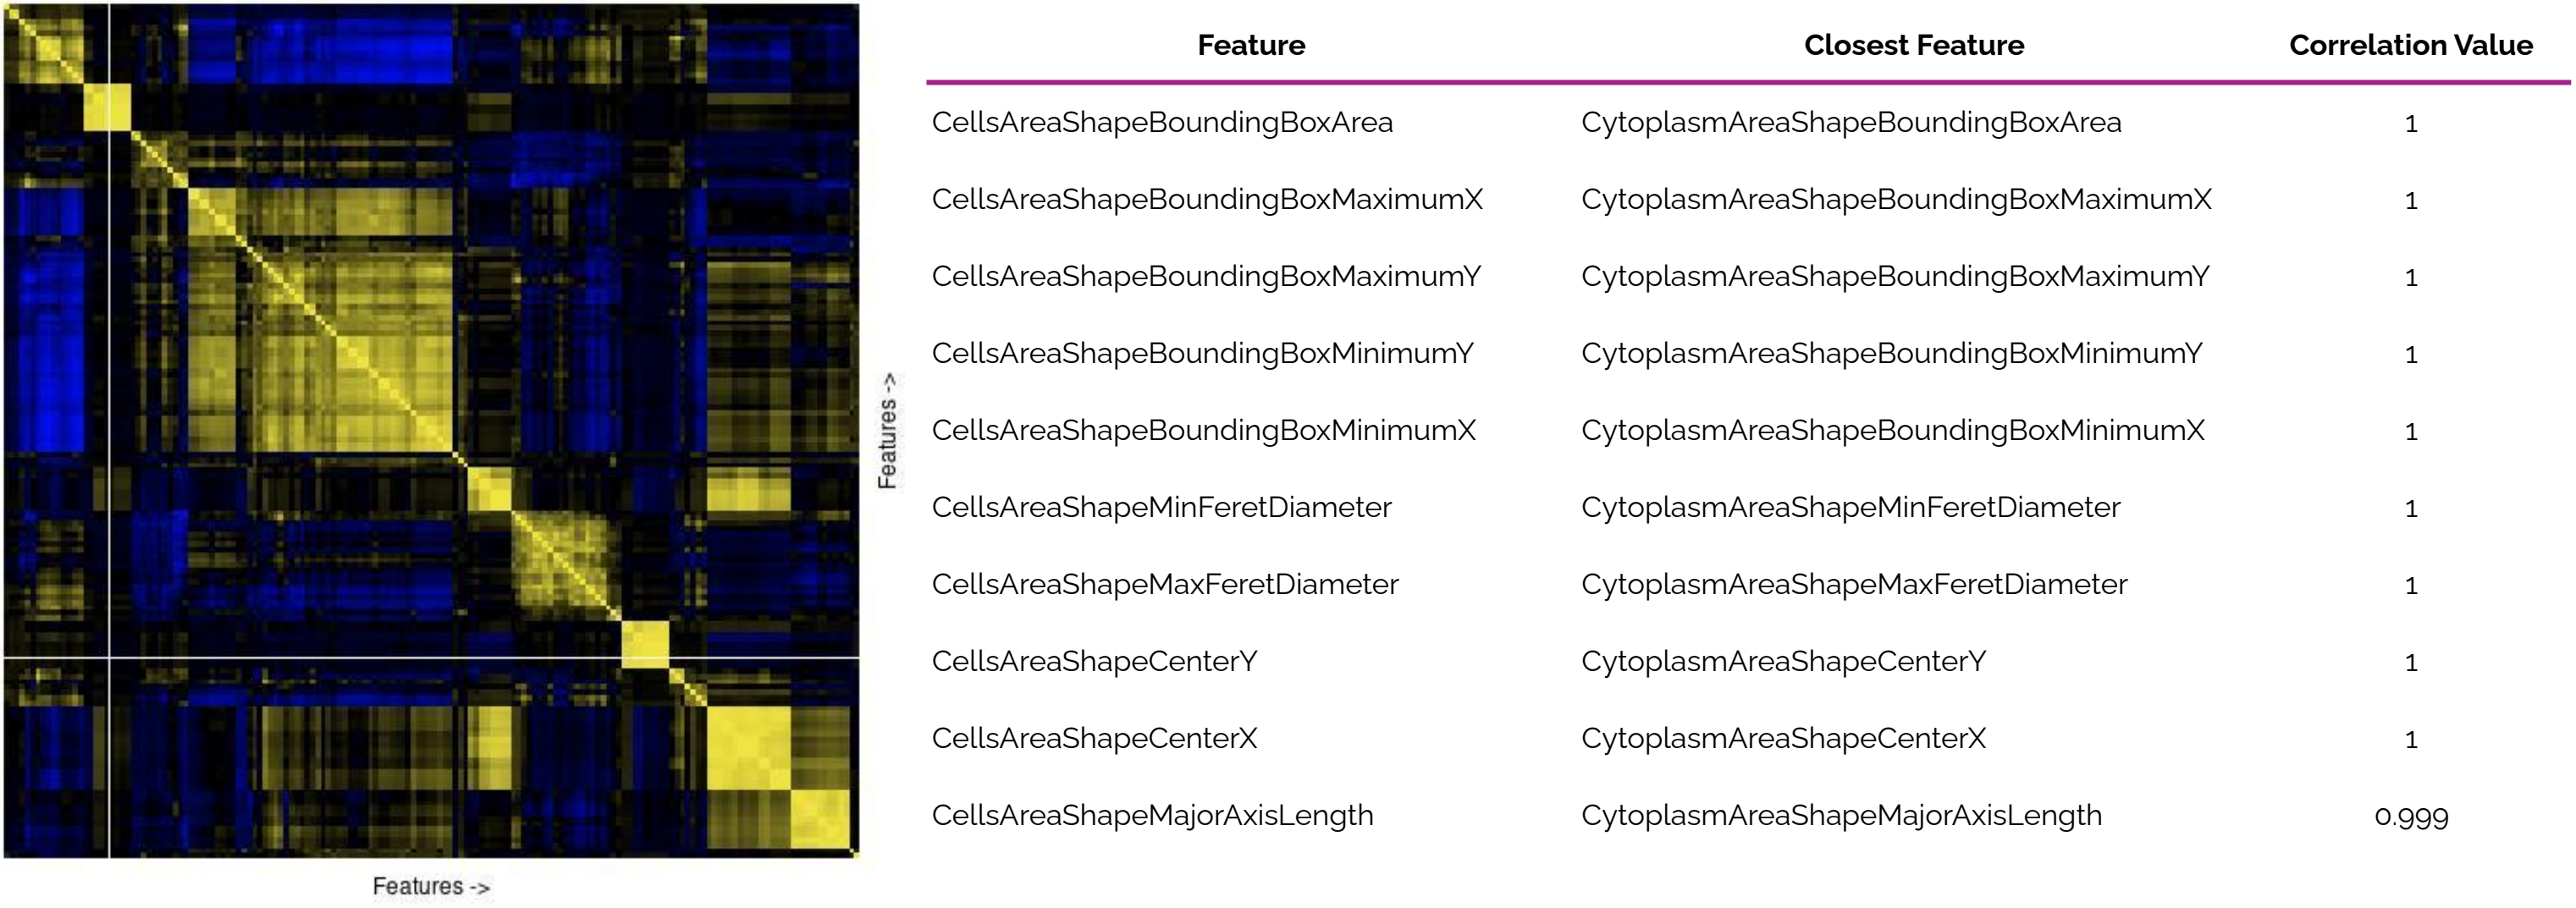 Features ->
Features ->
Feature Closest Feature Correlation Value
CellsAreaShapeBoundingBoxArea CytoplasmAreaShapeBoundingBoxArea 1
CellsAreaShapeBoundingBoxMaximumX CytoplasmAreaShapeBoundingBoxMaximumX 1
CellsAreaShapeBoundingBoxMaximumY CytoplasmAreaShapeBoundingBoxMaximumY 1
CellsAreaShapeBoundingBoxMinimumY CytoplasmAreaShapeBoundingBoxMinimumY 1
CellsAreaShapeBoundingBoxMinimumX CytoplasmAreaShapeBoundingBoxMinimumX 1
CellsAreaShapeMinFeretDiameter CytoplasmAreaShapeMinFeretDiameter 1
CellsAreaShapeMaxFeretDiameter CytoplasmAreaShapeMaxFeretDiameter 1
CellsAreaShapeCenterY CytoplasmAreaShapeCenterY 1
CellsAreaShapeCenterX CytoplasmAreaShapeCenterX 1
CellsAreaShapeMajorAxisLength CytoplasmAreaShapeMajorAxisLength 0.999